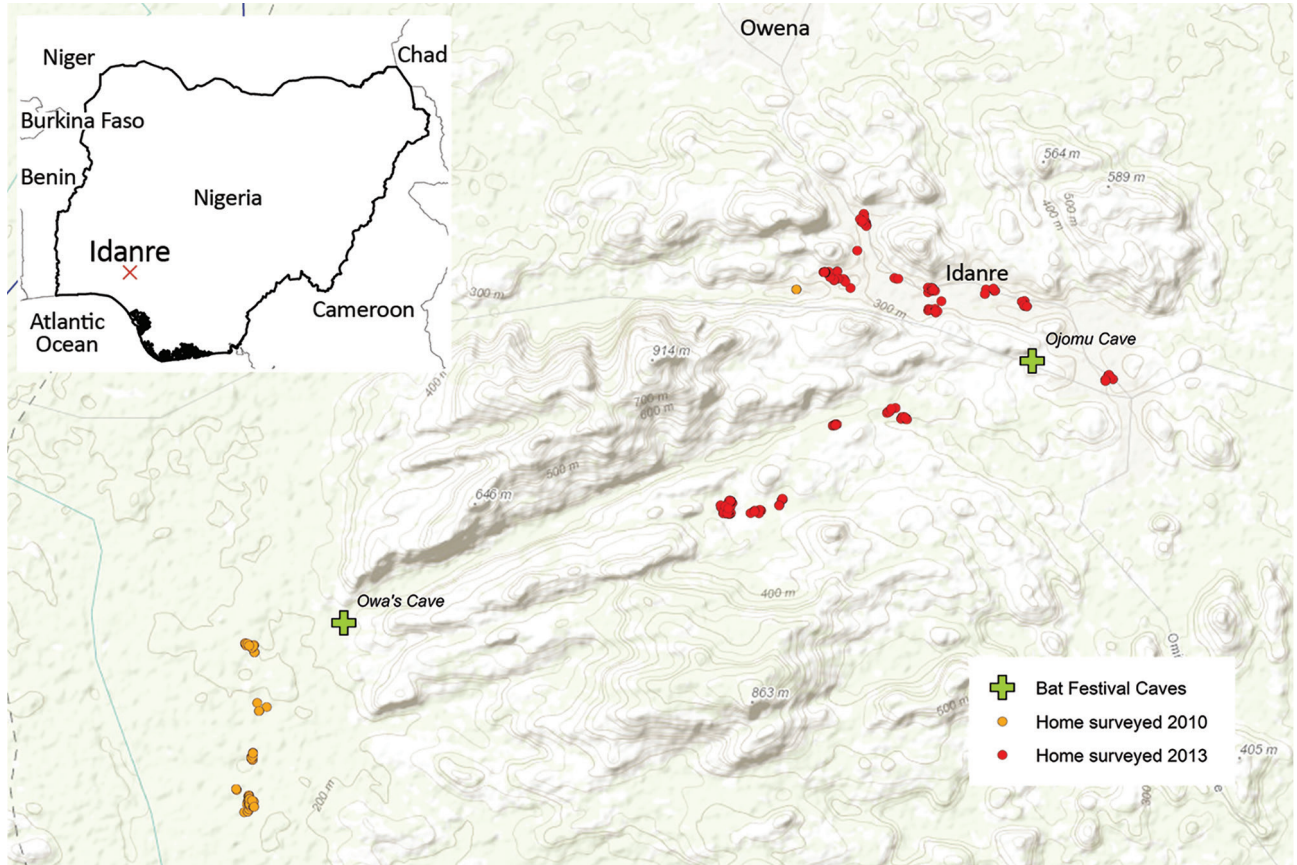 Owena
Niger
Chad
Burkina Faso
Benin
Nigeria
Idanre
Cameroon
Atlantic
Ocean
564 m
589 m
500 m
400 m
Idanre
300 m
300 m
Ojomu Cave
914 m
400 m
700 m
600 m
500 m
646 m
400 m
Owa's Cave
863 m
500 m
200 m
405 m
300
Bat Festival Caves
Home surveyed 2010
Home surveyed 2013